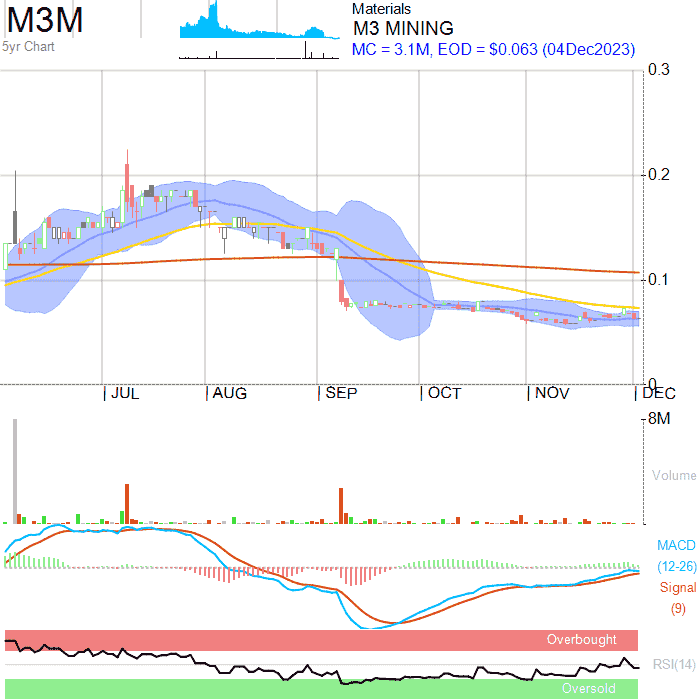 M3M
5yr Chart
Materials
M3 MINING
MC = 3.1M, EOD = $0.063 (04Dec2023)
0.3
0.2
0.1
0
JUL
AUG
SEP
OCT
NOV
DEC
8M
Volume
MACD
(12-26)
Signal
(9)
Overbought
RSI(14)
Oversold